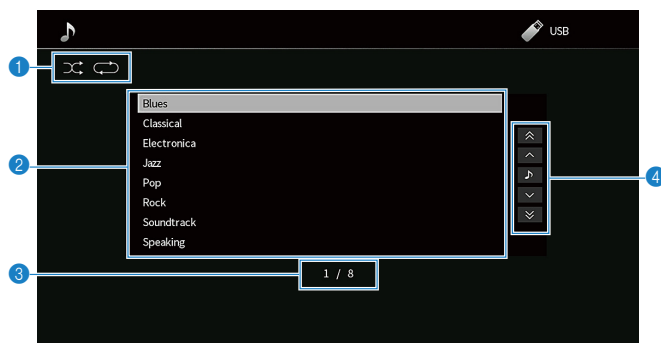 USB
1
Blues
Classical
Electronica
2
Jazz
4
Pop
Rock
Soundtrack
Speaking
3
1 / 8